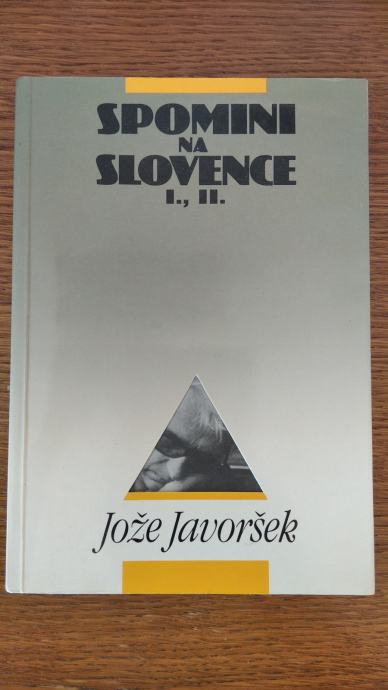 SPOMINI
NA
SLOVENCE
I., II.
Jože Javoršek